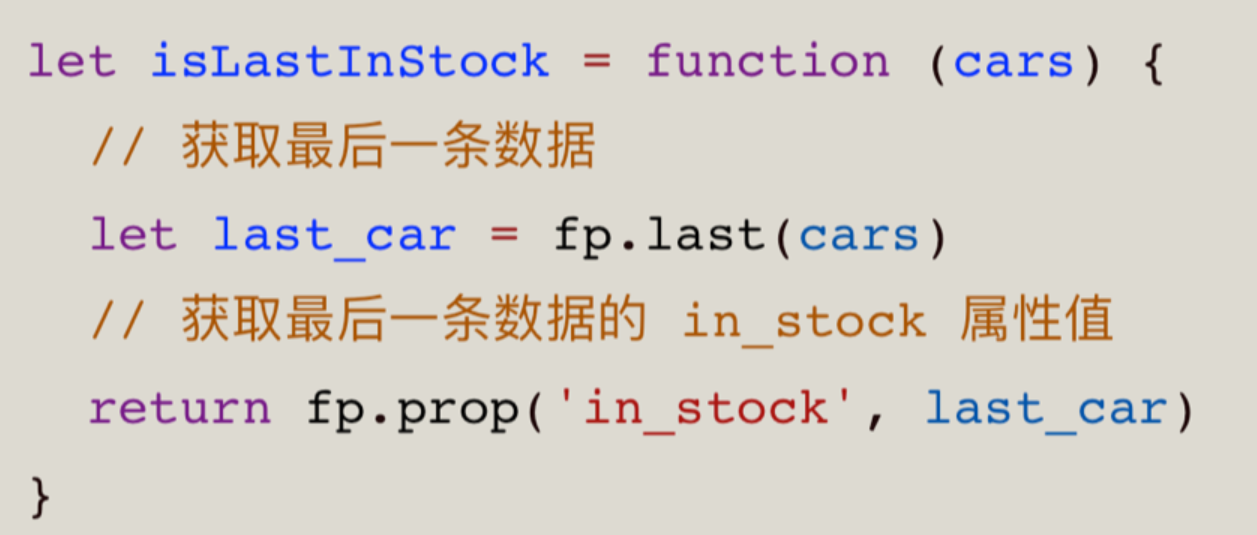 let isLastInStock = function (cars) {
  // 获取最后一条数据
  let last_car = fp.last(cars)
  // 获取最后一条数据的 in_stock 属性值
  return fp.prop('in_stock', last_car)
}